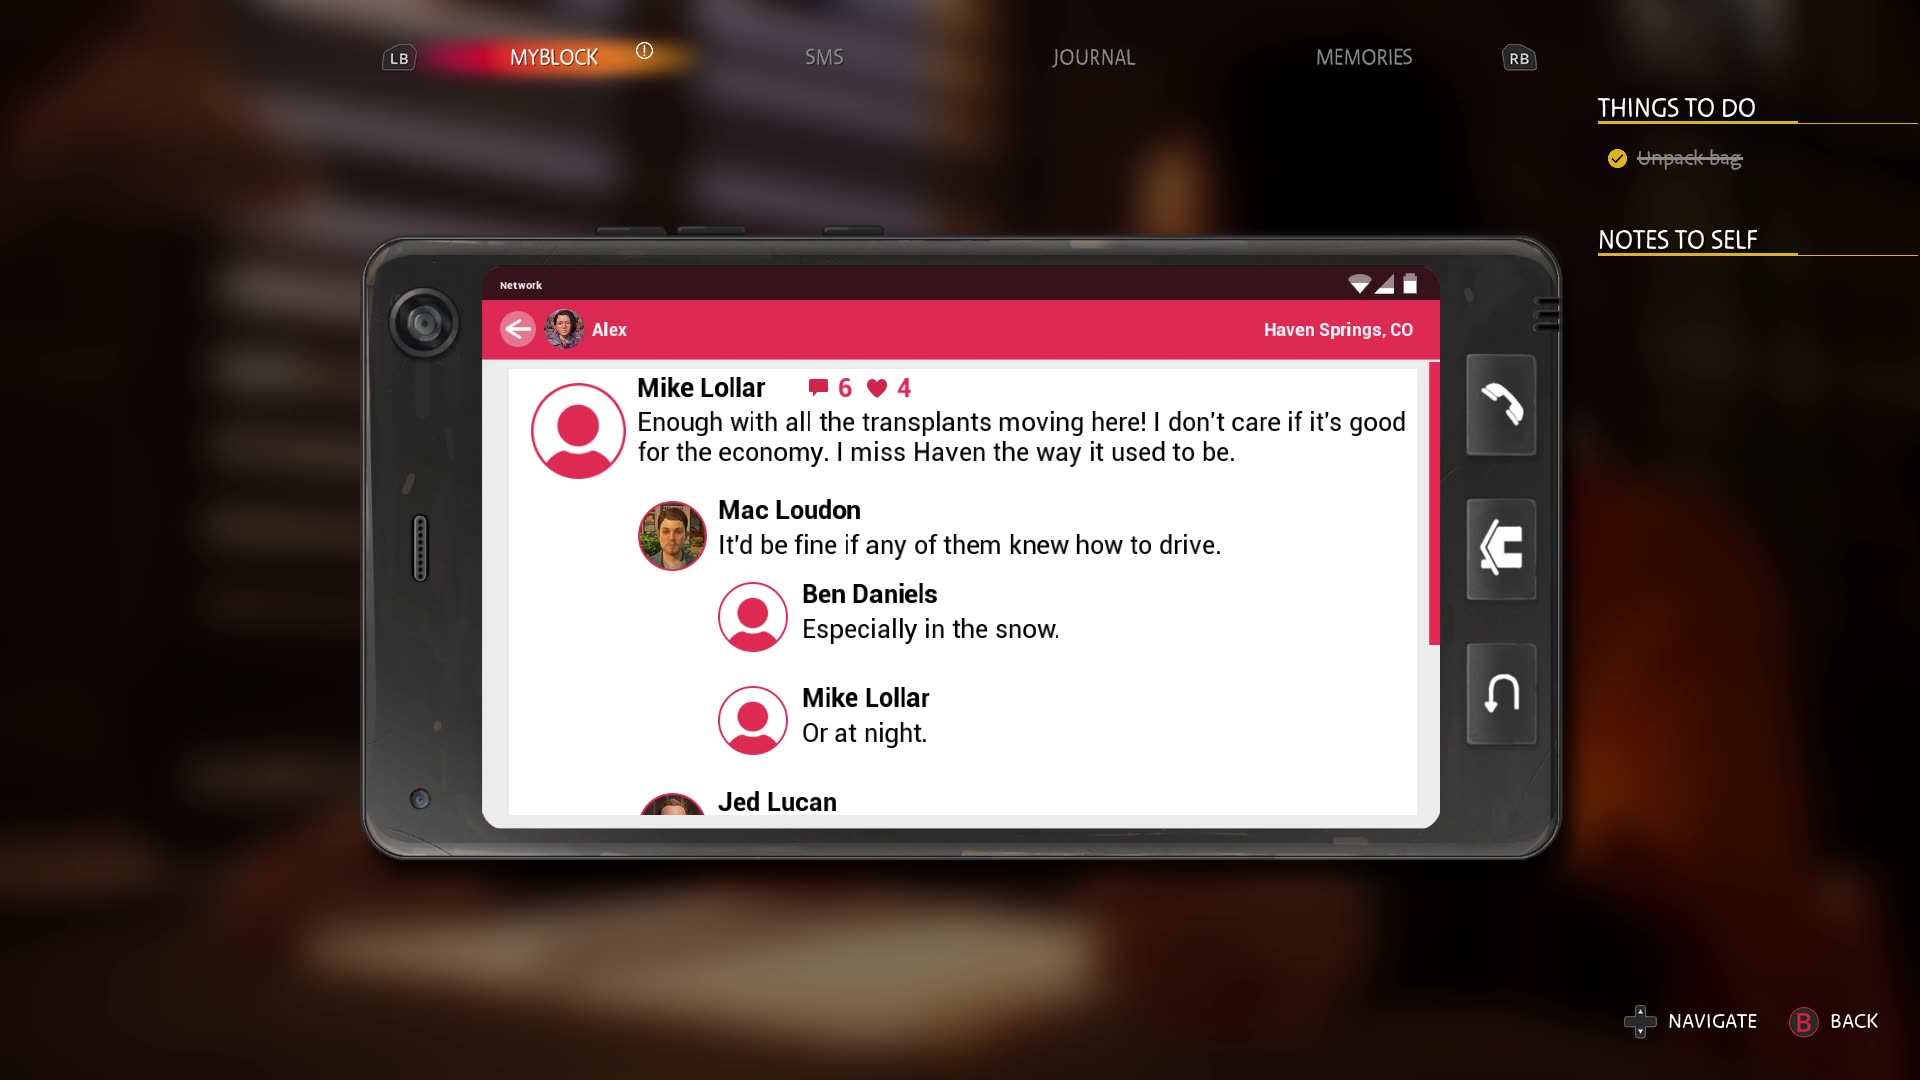 LB
MYBLOCK
SMS
JOURNAL
MEMORIES
RB
THINGS TO DO
Unpack bag
NOTES TO SELF
Network
Alex
Haven Springs, CO
Mike Lollar 6 4
Enough with all the transplants moving here! I don't care if it's good
for the economy. I miss Haven the way it used to be.
Mac Loudon
It'd be fine if any of them knew how to drive.
Ben Daniels
Especially in the snow.
Mike Lollar
Or at night.
Jed Lucan
NAVIGATE
B BACK